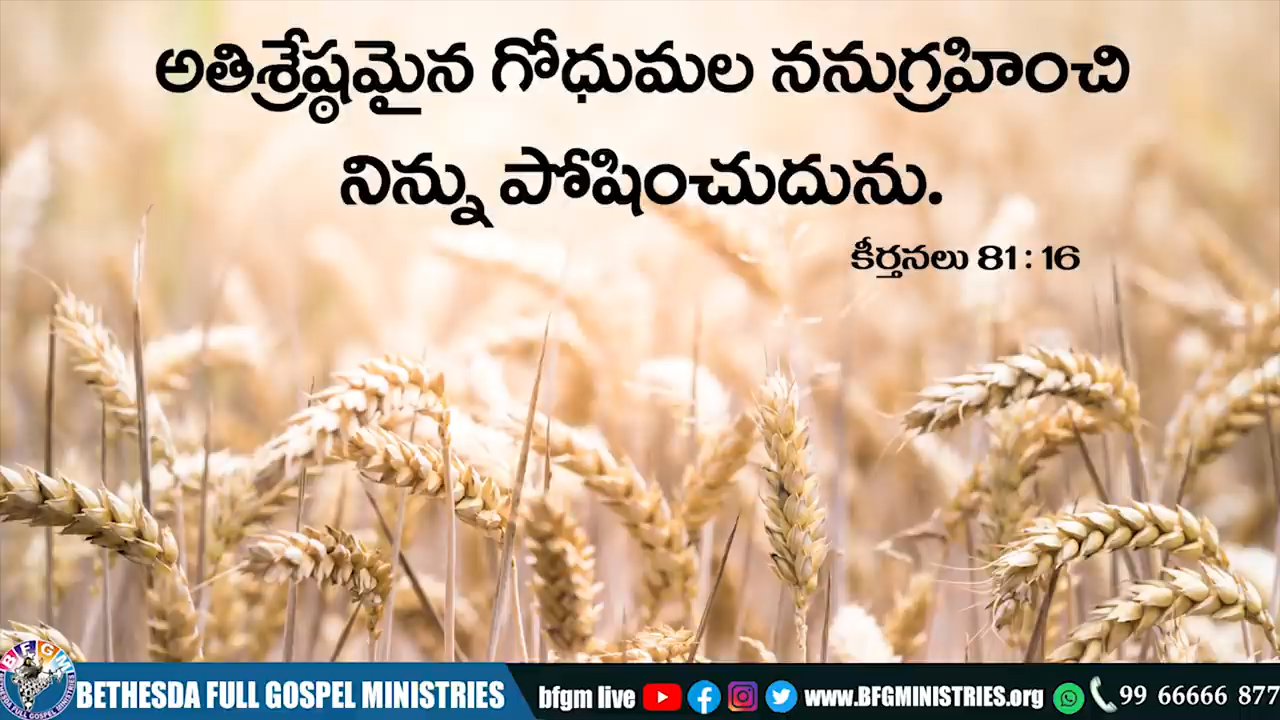 అతిశ్రేష్ఠమైన గోధుమల ననుగ్రహించి
నిన్ను పోషించుదును.
కీర్తనలు 81 : 16
BFGM
BETHESDA FULL GOSPEL MINISTRIES bfgm live www.BFGMINISTRIES.org 99 66666 877